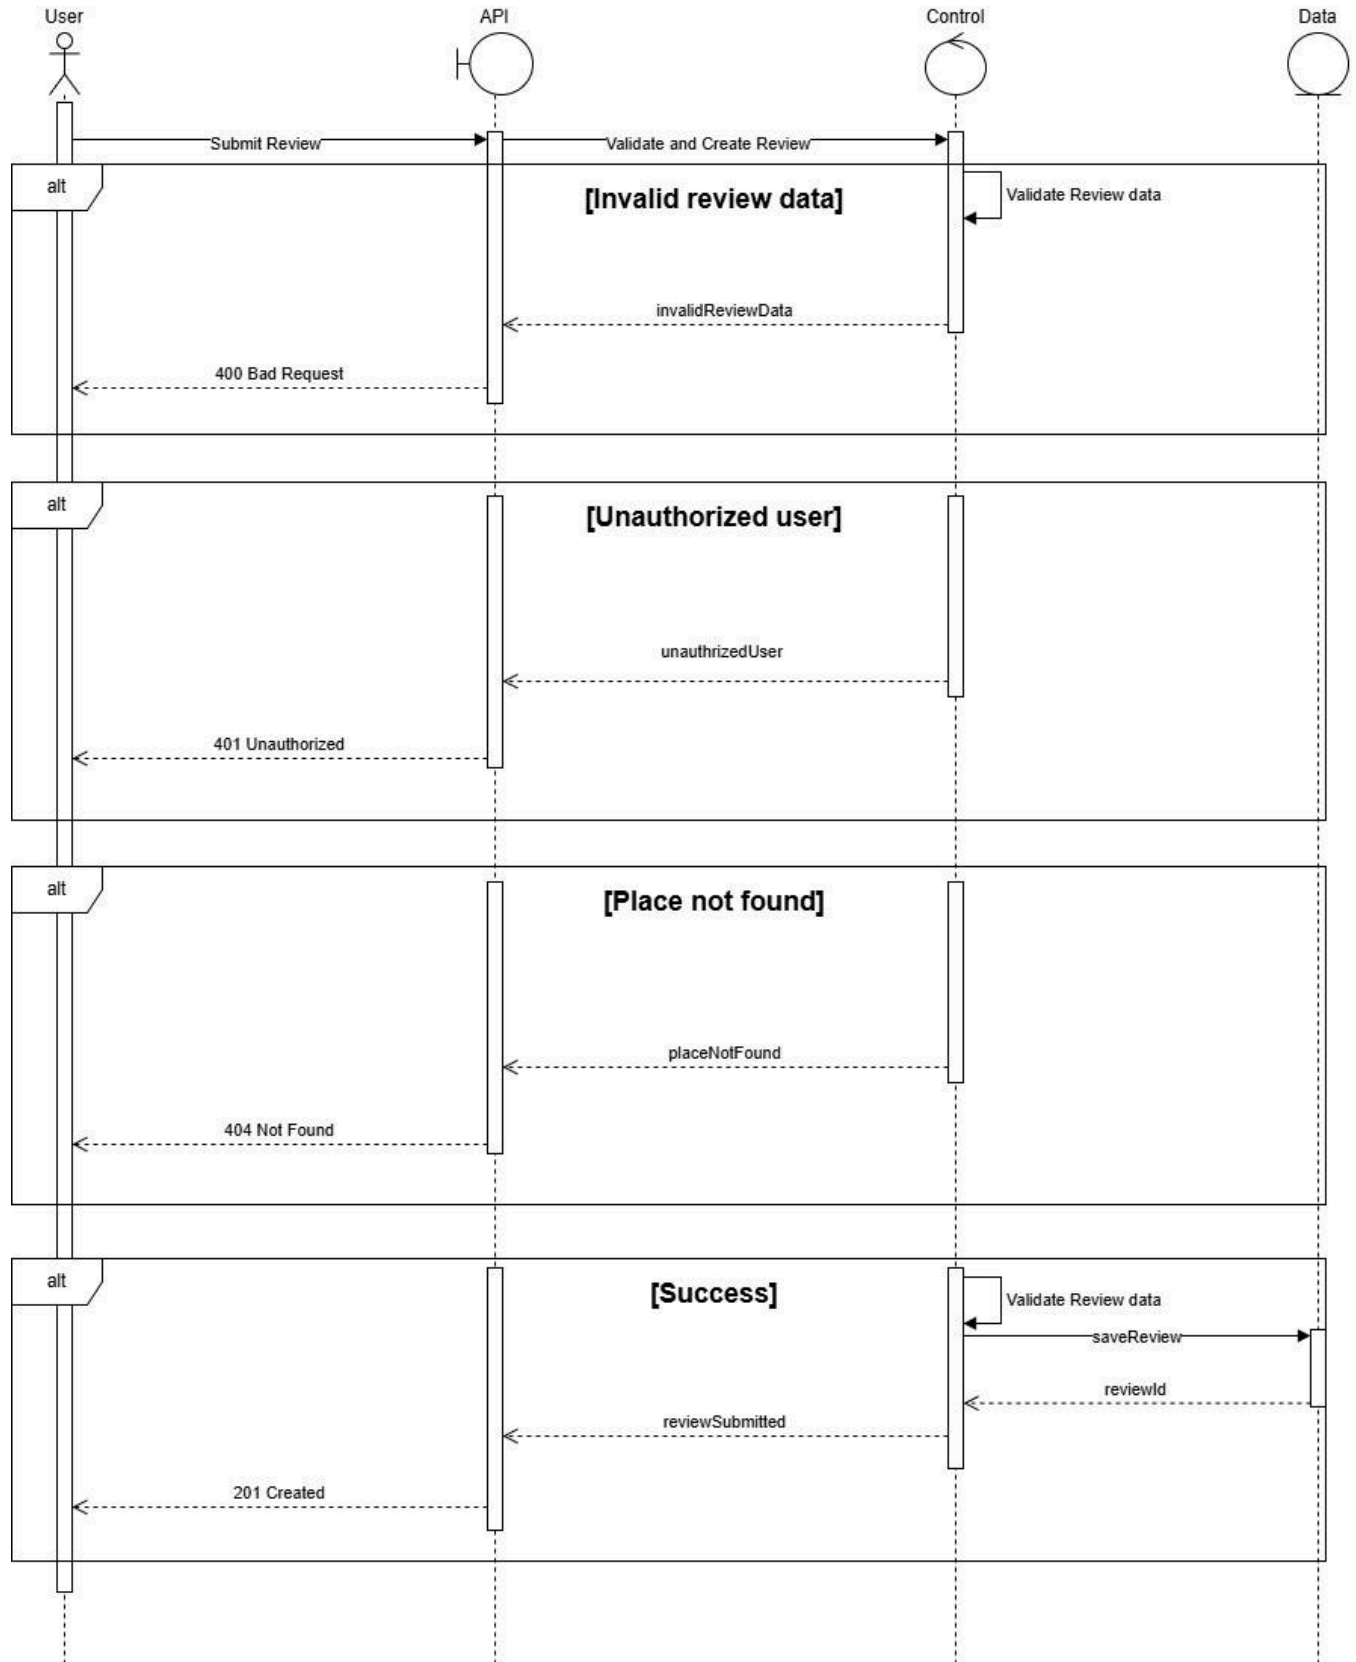 User
API
Control
Data
Submit Review
Validate and Create Review
alt
[Invalid review data]
Validate Review data
invalidReviewData
400 Bad Request
alt
[Unauthorized user]
unauthrizedUser
401 Unauthorized
alt
[Place not found]
placeNotFound
404 Not Found
alt
[Success]
Validate Review data
saveReview
reviewId
reviewSubmitted
201 Created